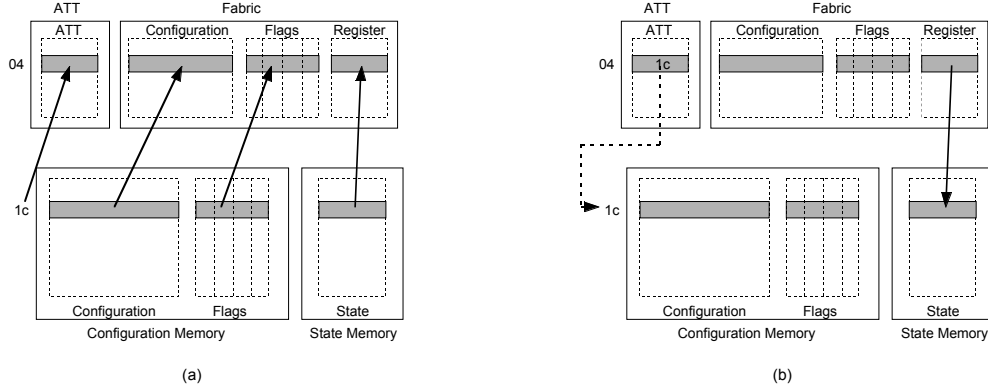 ATT Fabric
ATT Configuration Flags Register
04
1c
Configuration Flags State
Configuration Memory State Memory
(a)
ATT Fabric
ATT Configuration Flags Register
04 1c
1c
Configuration Flags State
Configuration Memory State Memory
(b)